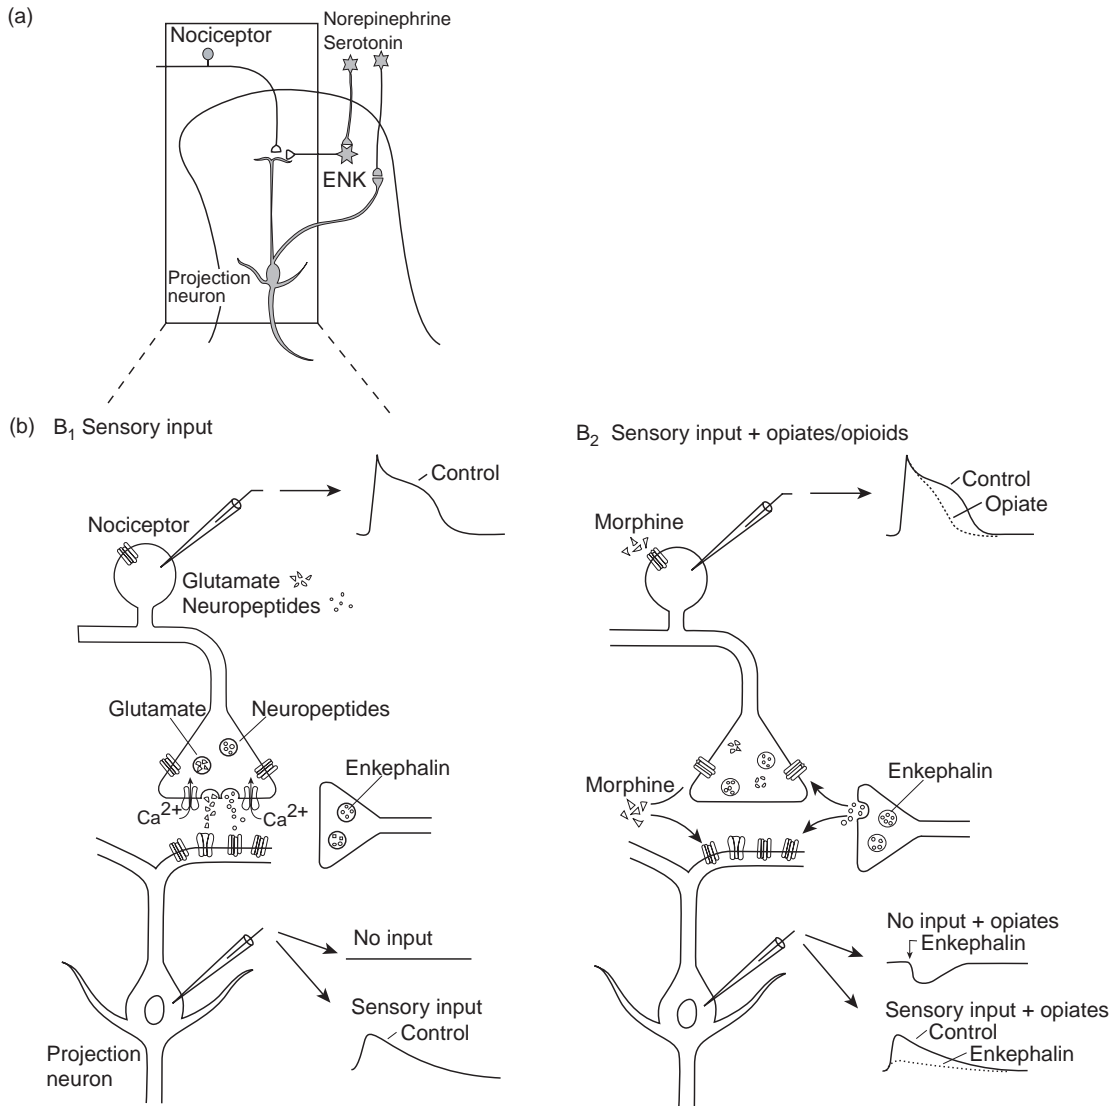 (a)
Norepinephrine
Serotonin
Nociceptor
ENK
Projection
neuron
(b) B1 Sensory input
Control
Nociceptor
Glutamate
Neuropeptides
Glutamate
Neuropeptides
Enkephalin
Ca2+
Ca2+
No input
Sensory input
Control
Projection
neuron
B2 Sensory input + opiates/opioids
Control
Opiate
Morphine
Morphine
Enkephalin
No input + opiates
Enkephalin
Sensory input + opiates
Control
Enkephalin